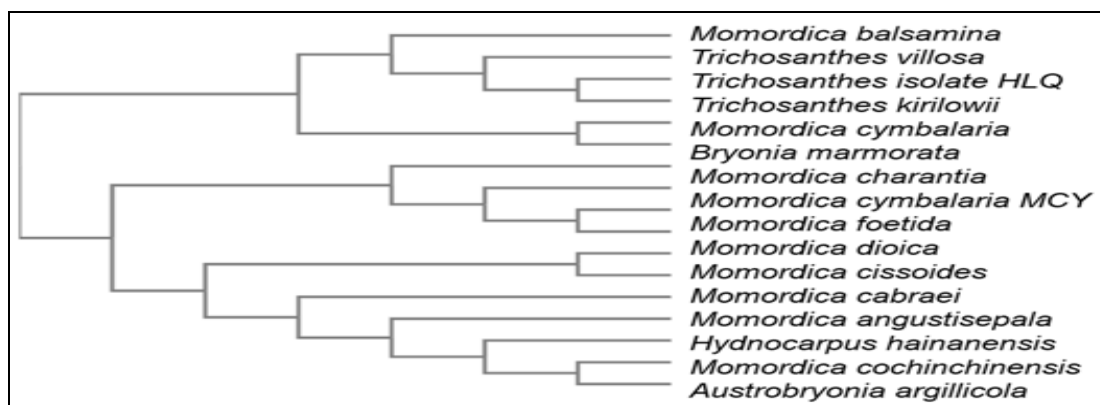 Momordica balsamina
Trichosanthes villosa
Trichosanthes isolate HLQ
Trichosanthes kirilowii
Momordica cymbalaria
Bryonia marmorata
Momordica charantia
Momordica cymbalaria MCY
Momordica foetida
Momordica dioica
Momordica cissoides
Momordica cabraei
Momordica angustisepala
Hydnocarpus hainanensis
Momordica cochinchinensis
Austrobryonia argillicola